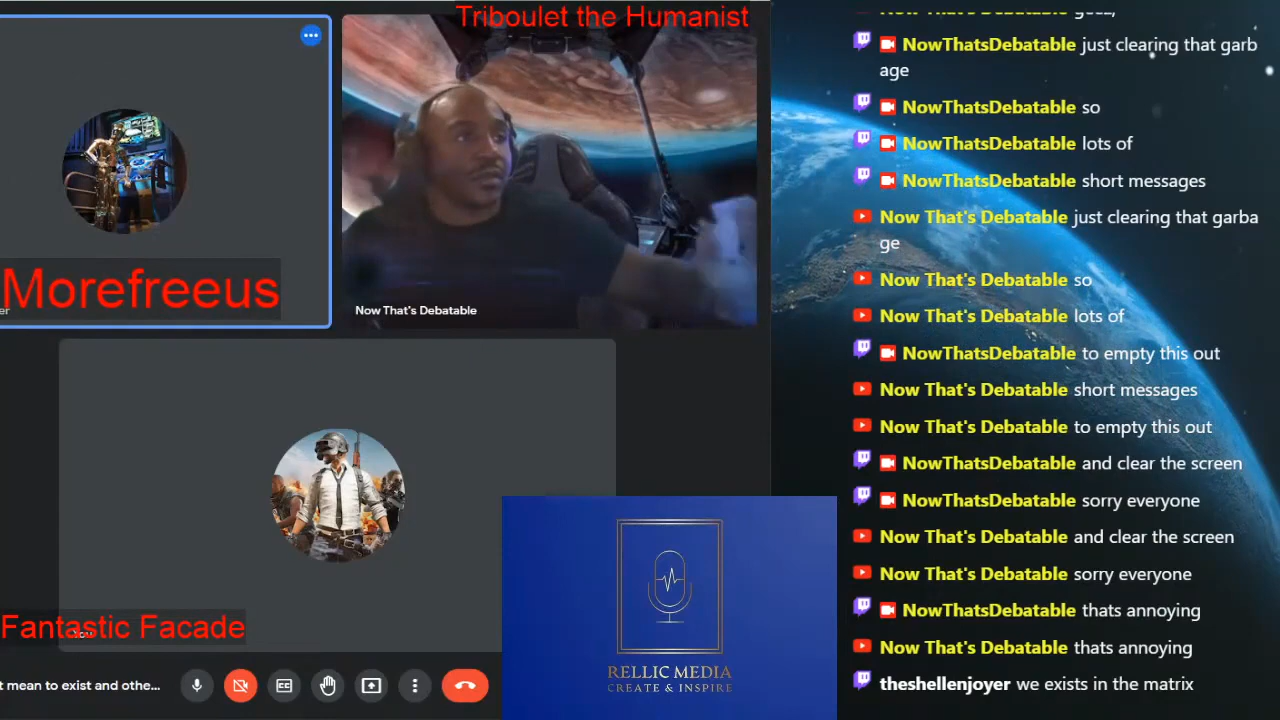 Triboulet the Humanist
Morefreeus
er
Now That's Debatable
Fantastic Facade
t mean to exist and othe...
CC
RELLIC MEDIA
CREATE & INSPIRE
NowThatsDebatable just clearing that garb
age
NowThatsDebatable so
NowThatsDebatable lots of
NowThatsDebatable short messages
Now That's Debatable just clearing that garba
ge
Now That's Debatable so
Now That's Debatable lots of
NowThatsDebatable to empty this out
Now That's Debatable short messages
Now That's Debatable to empty this out
NowThatsDebatable and clear the screen
NowThatsDebatable sorry everyone
Now That's Debatable and clear the screen
Now That's Debatable sorry everyone
NowThatsDebatable thats annoying
Now That's Debatable thats annoying
theshellenjoyer we exists in the matrix